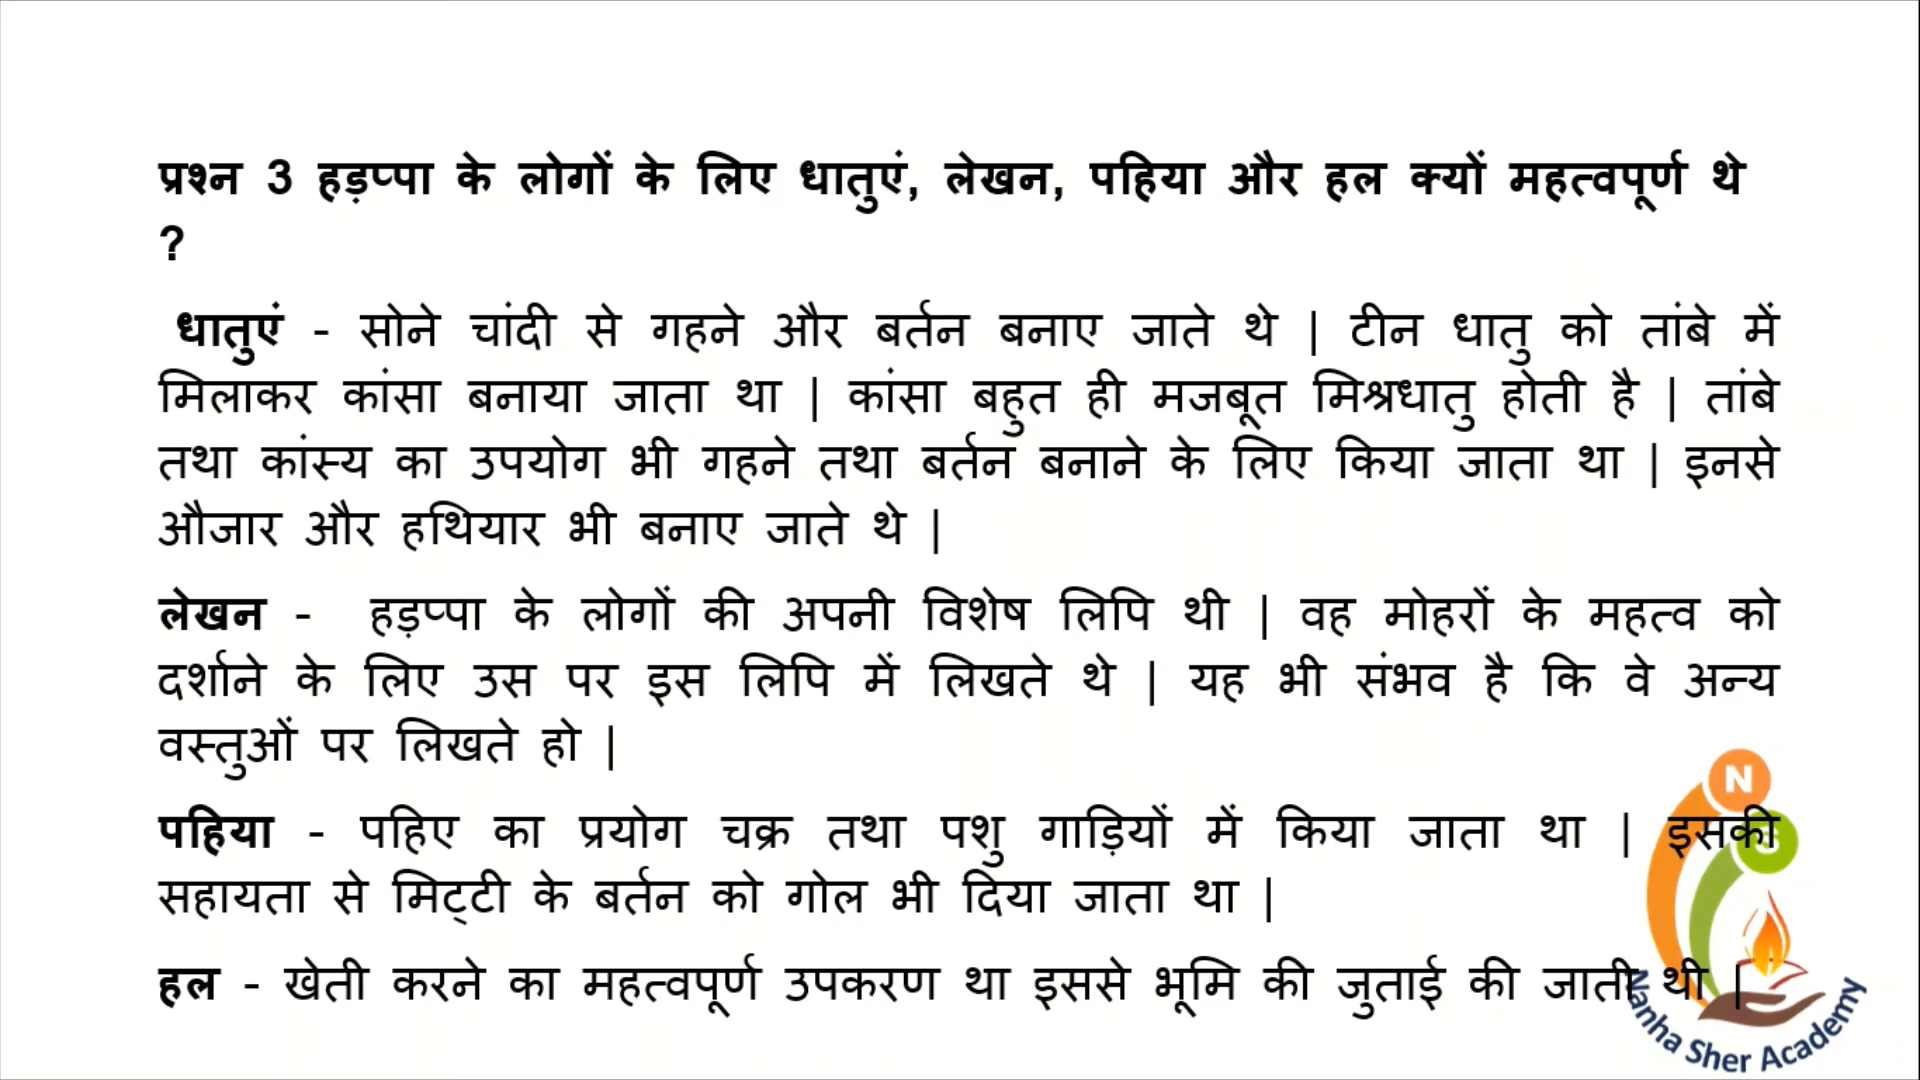 प्रश्न 3 हड़प्पा के लोगों के लिए धातुएं, लेखन, पहिया और हल क्यों महत्वपूर्ण थे
?
धातुएं - सोने चांदी से गहने और बर्तन बनाए जाते थे | टीन धातु को तांबे में
मिलाकर कांसा बनाया जाता था | कांसा बहुत ही मजबूत मिश्रधातु होती है | तांबे
तथा कांस्य का उपयोग भी गहने तथा बर्तन बनाने के लिए किया जाता था | इनसे
औजार और हथियार भी बनाए जाते थे |
लेखन - हड़प्पा के लोगों की अपनी विशेष लिपि थी | वह मोहरों के महत्व को
दर्शाने के लिए उस पर इस लिपि में लिखते थे | यह भी संभव है कि वे अन्य
वस्तुओं पर लिखते हो |
पहिया - पहिए का प्रयोग चक्र तथा पशु गाड़ियों में किया जाता था | इसकी
सहायता से मिट्टी के बर्तन को गोल भी दिया जाता था |
हल - खेती करने का महत्वपूर्ण उपकरण था इससे भूमि की जुताई की जाती थी |
N
S
Nanha Sher Academy